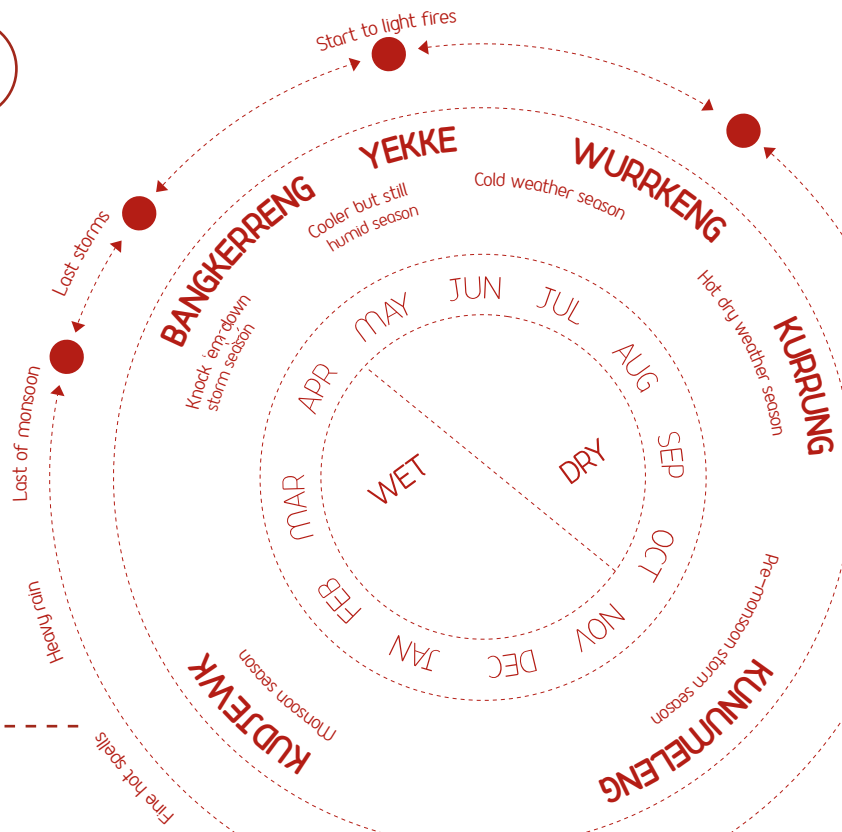 Start to light fires
Last storms
Last of monsoon
Heavy rain
Fine hot spells
YEKKE
Cooler but still
humid season
WURRKENG
Cold weather season
KURRUNG
Hot dry weather season
KUNUMELENG
Pre-monsoon storm season
KUDJEWK
Monsoon season
BANGKERRENG
Knock 'em down
storm season
JUN
JUL
AUG
SEP
OCT
NOV
DEC
JAN
FEB
MAR
APR
MAY
WET
DRY